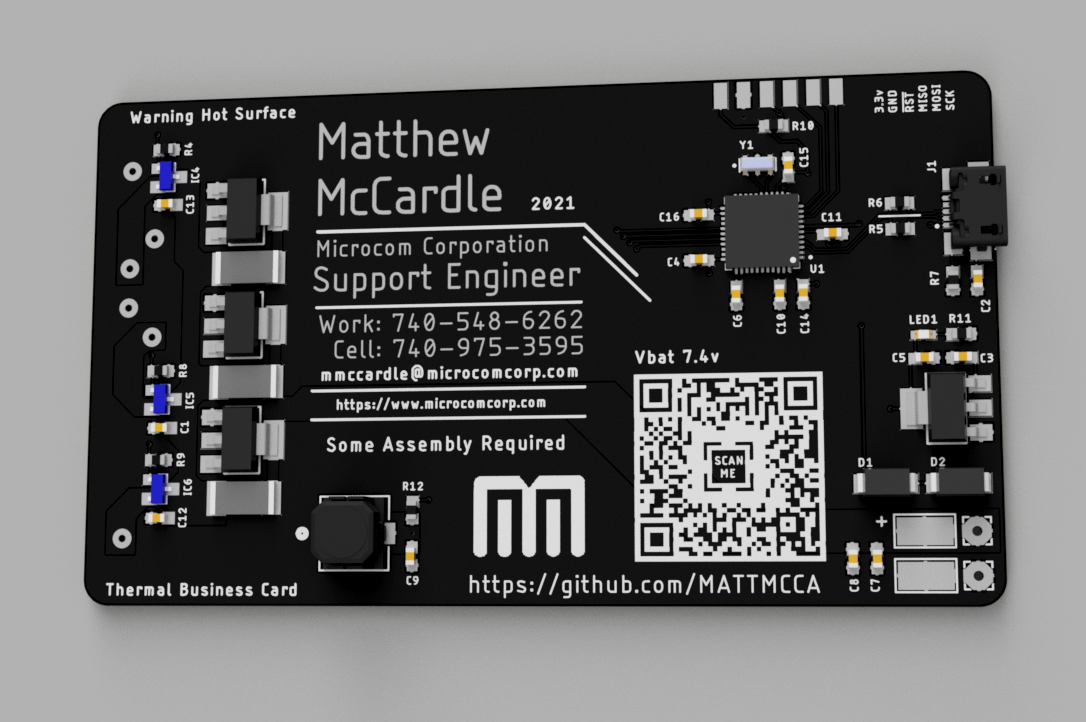 Warning Hot Surface
R4
IC4
C13
R8
IC5
C1
R9
IC6
C12
Thermal Business Card
Matthew
McCardle
2021
Microcom Corporation
Support Engineer
Work: 740-548-6262
Cell: 740-975-3595
mmccardle@microcomcorp.com
https://www.microcomcorp.com
Some Assembly Required
R12
C9
https://github.com/MATTMCCA
R10
Y1
C15
C16
C11
C4
U1
C6
C10
C14
3.3v
GND
RST
MISO
MOSI
SCK
J1
R6
R5
R7
C2
LED1
R11
C5
C3
Vbat 7.4v
SCAN
ME
D1
D2
+
C8
C7